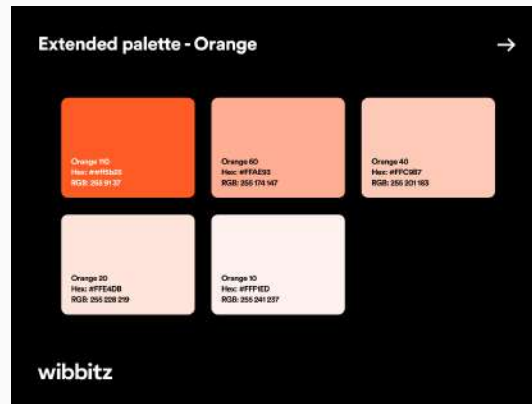 Extended palette - Orange
→
Orange 110
RGB: 255 91 37
Orange 60
Hex: #FFAE93
RGB: 255 174 147
Orange 40
Hex: #FFC9B7
RGB: 255 201 183
Orange 20
Hex: #FFE4DB
RGB: 255 228 219
Orange 10
Hex: #FFF1ED
RGB: 255 241 237
wibbitz